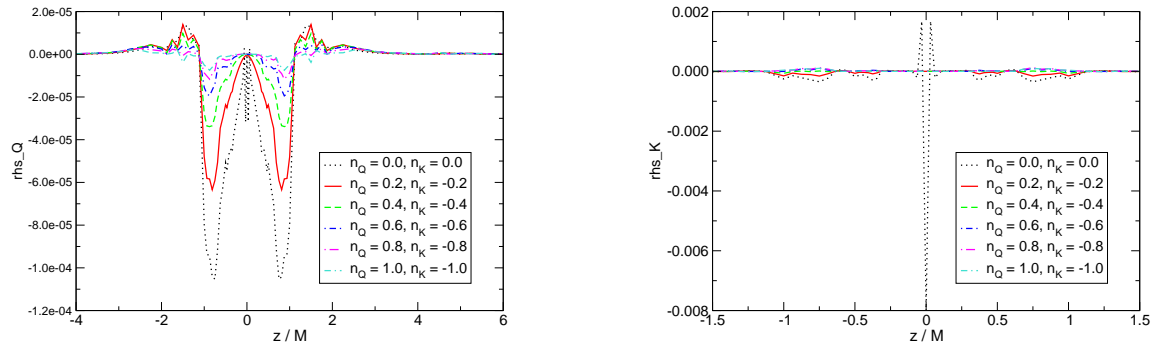 2.0e-05
0.0e+00
-2.0e-05
-4.0e-05
-6.0e-05
-8.0e-05
-1.0e-04
-1.2e-04
rhs_Q
-4
-2
0
2
4
6
z / M
n_Q = 0.0, n_K = 0.0
n_Q = 0.2, n_K = -0.2
n_Q = 0.4, n_K = -0.4
n_Q = 0.6, n_K = -0.6
n_Q = 0.8, n_K = -0.8
n_Q = 1.0, n_K = -1.0
0.002
0.000
-0.002
-0.004
-0.006
-0.008
rhs_K
-1.5
-1
-0.5
0
0.5
1
1.5
z / M
n_Q = 0.0, n_K = 0.0
n_Q = 0.2, n_K = -0.2
n_Q = 0.4, n_K = -0.4
n_Q = 0.6, n_K = -0.6
n_Q = 0.8, n_K = -0.8
n_Q = 1.0, n_K = -1.0